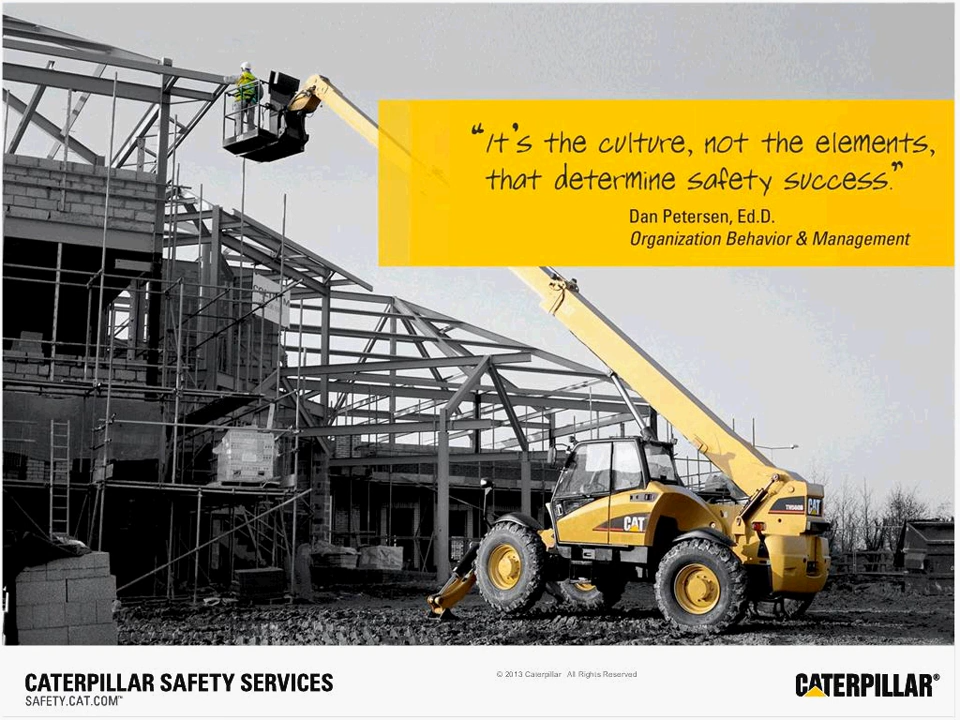 “It’s the culture, not the elements,
that determine safety success.”
Dan Petersen, Ed.D.
Organization Behavior & Management
CAT
CAT
CATERPILLAR SAFETY SERVICES
SAFETY.CAT.COM™
© 2013 Caterpillar All Rights Reserved
CATERPILLAR®